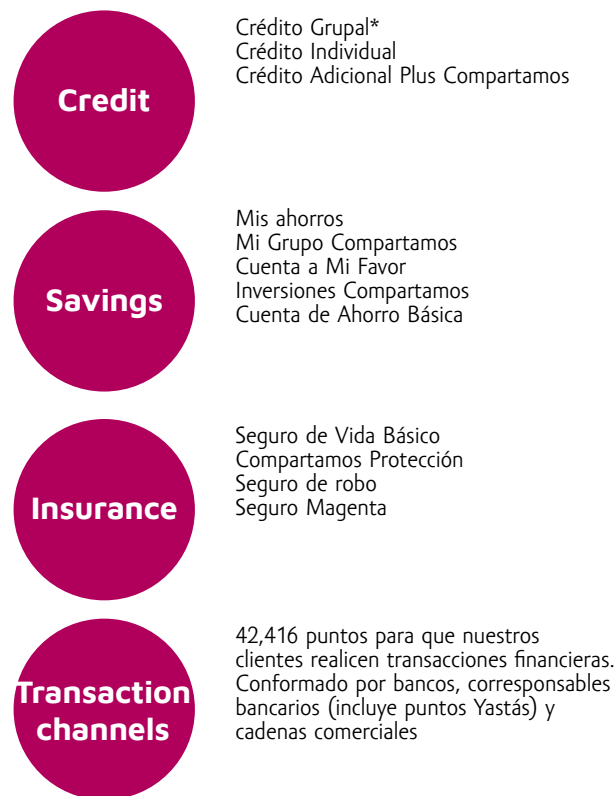 Credit
Crédito Grupal*
Crédito Individual
Crédito Adicional Plus Compartamos
Savings
Mis ahorros
Mi Grupo Compartamos
Cuenta a Mi Favor
Inversiones Compartamos
Cuenta de Ahorro Básica
Insurance
Seguro de Vida Básico
Compartamos Protección
Seguro de robo
Seguro Magenta
Transaction
channels
42,416 puntos para que nuestros
clientes realicen transacciones financieras.
Conformado por bancos, corresponsables
bancarios (incluye puntos Yastás) y
cadenas comerciales